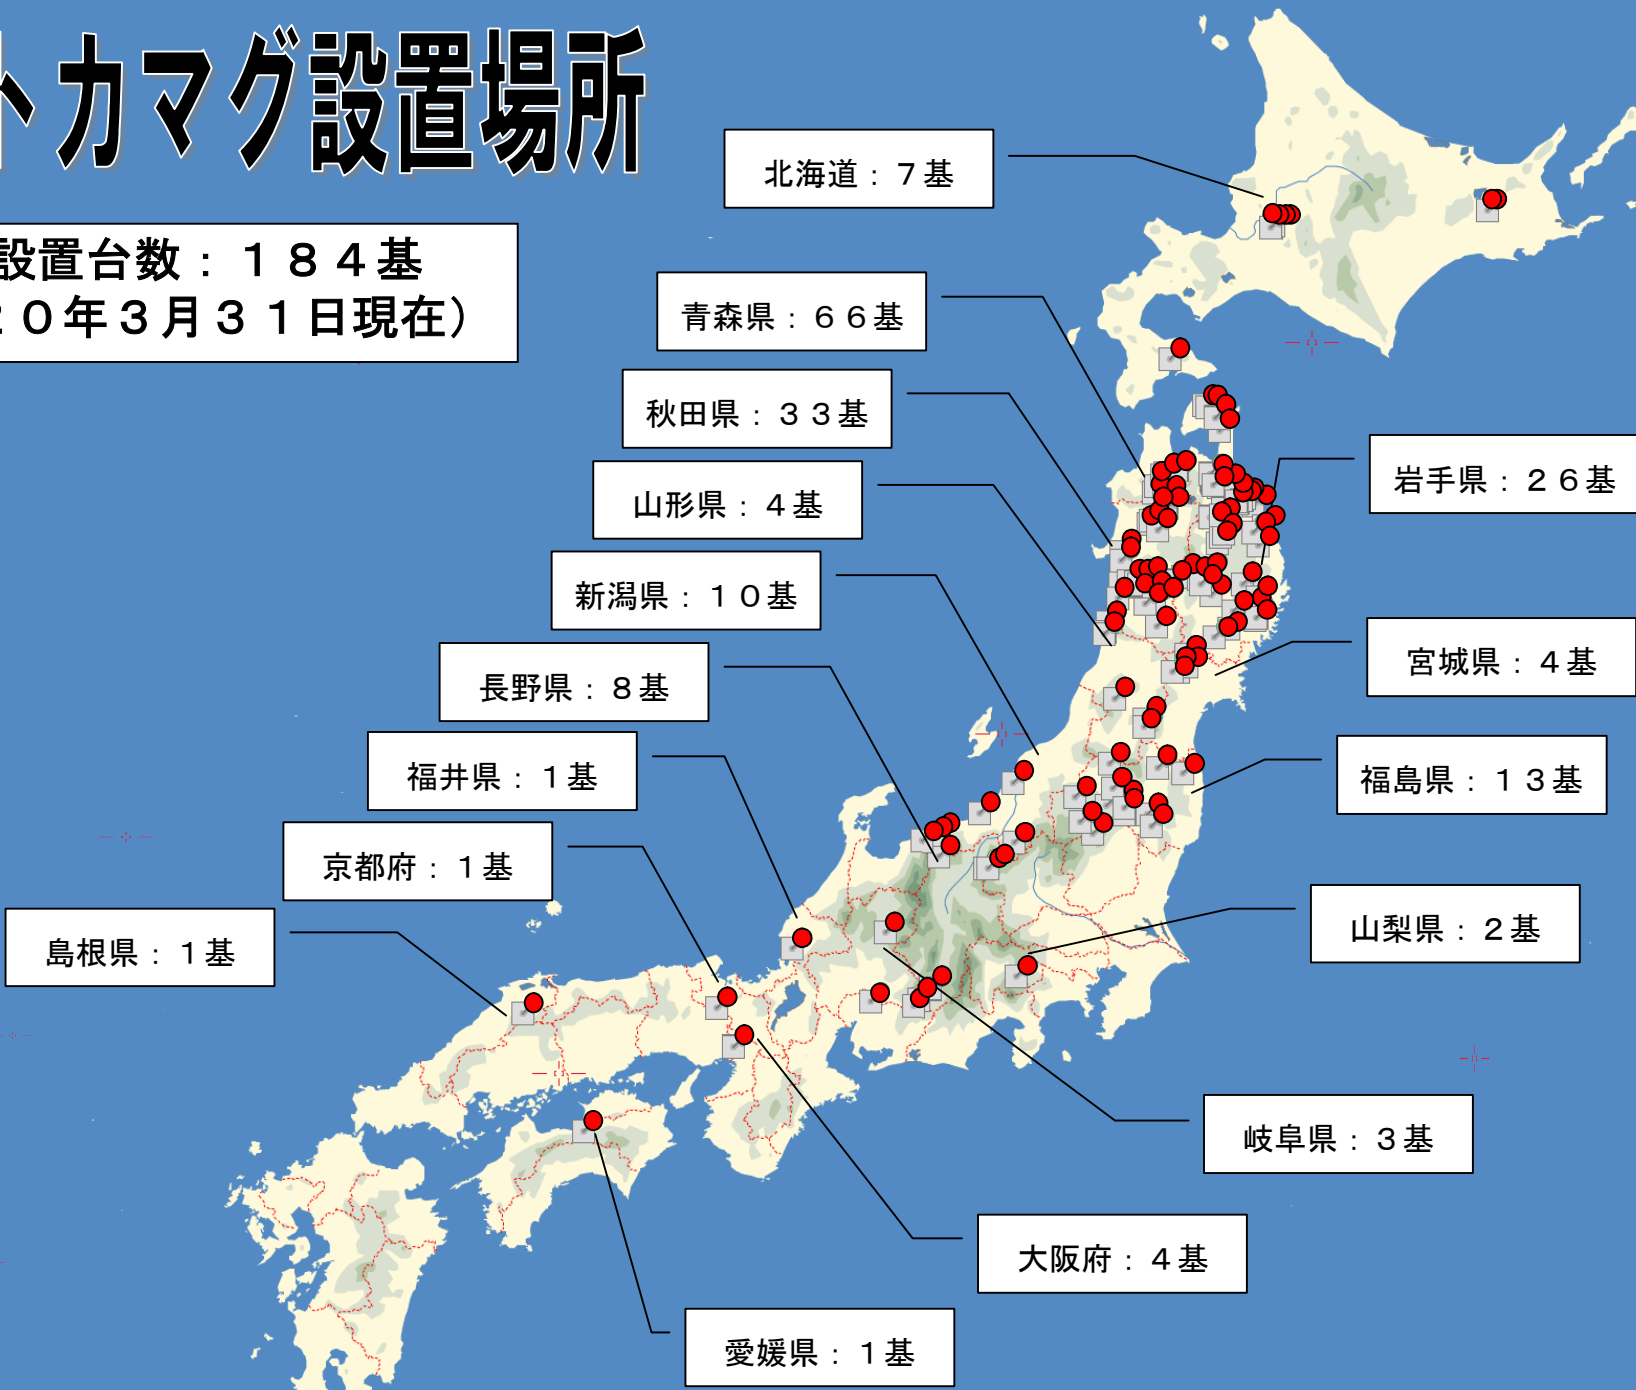 トカマグ設置場所
設置台数：１８４基
２０年３月３１日現在）
北海道：７基
青森県：６６基
秋田県：３３基
山形県：４基
新潟県：１０基
長野県：８基
福井県：１基
京都府：１基
島根県：１基
岩手県：２６基
宮城県：４基
福島県：１３基
山梨県：２基
岐阜県：３基
大阪府：４基
愛媛県：１基